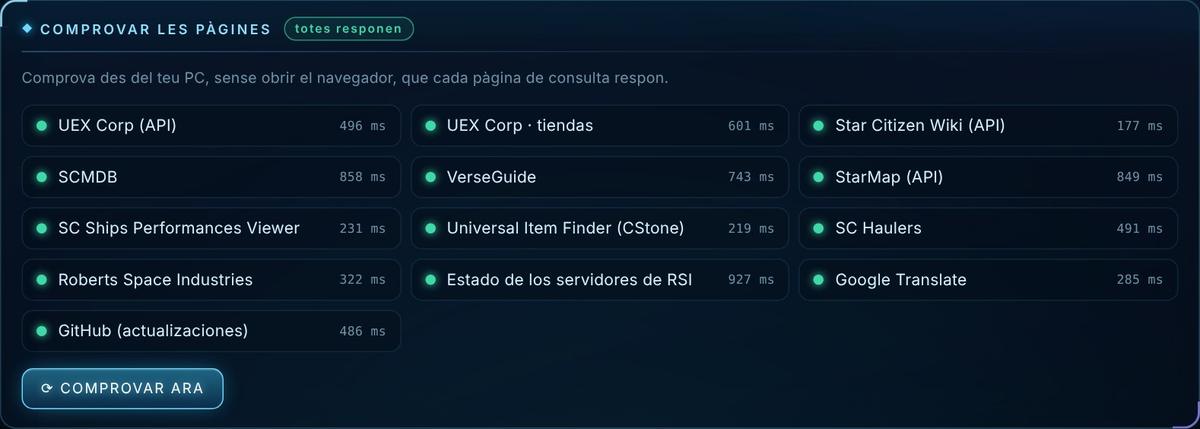 ◆ COMPROVAR LES PÀGINES totes responen
Comprova des del teu PC, sense obrir el navegador, que cada pàgina de consulta respon.
UEX Corp (API) 496 ms
UEX Corp · tiendas 601 ms
Star Citizen Wiki (API) 177 ms
SCMDB 858 ms
VerseGuide 743 ms
StarMap (API) 849 ms
SC Ships Performances Viewer 231 ms
Universal Item Finder (CStone) 219 ms
SC Haulers 491 ms
Roberts Space Industries 322 ms
Estado de los servidores de RSI 927 ms
Google Translate 285 ms
GitHub (actualizaciones) 486 ms
⟳ COMPROVAR ARA